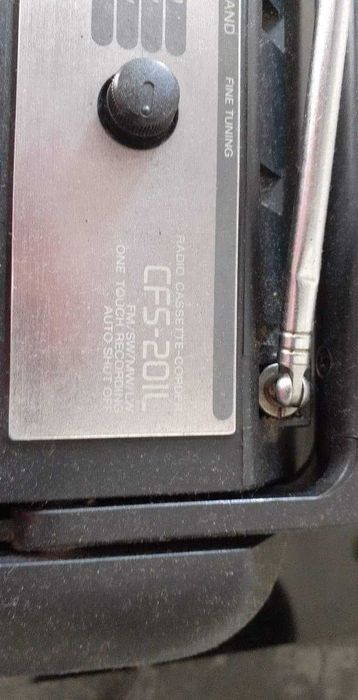 BAND
FINE TUNING
RADIO CASSETTE-CORDER
CFS-201L
FM/SW/MW/LW
ONE TOUCH RECORDING
AUTO SHUT OFF